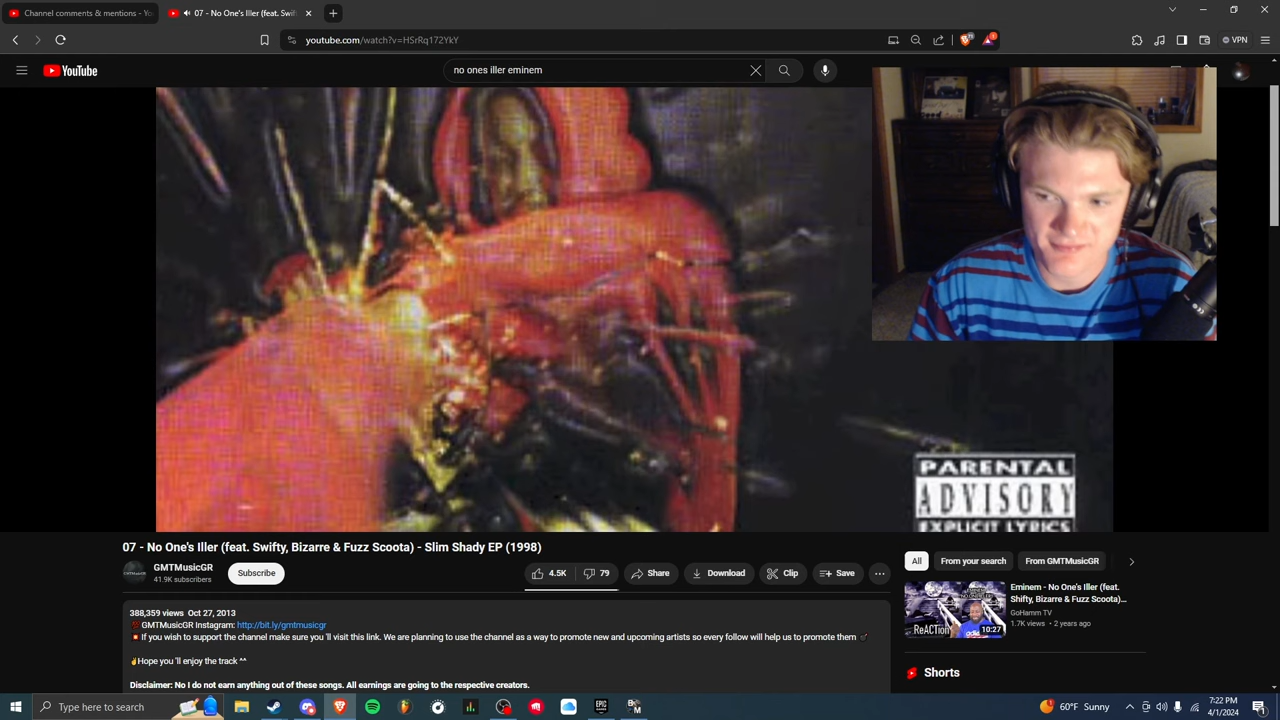 Channel comments & mentions - Yo
07 - No One's Iller (feat. Swif
youtube.com/watch?v=HSrRq172YkY
VPN
YouTube
no ones iller eminem
PARENTAL
ADVISORY
EXPLICIT LYRICS
07 - No One's Iller (feat. Swifty, Bizarre & Fuzz Scoota) - Slim Shady EP (1998)
GMTMusicGR
41.9K subscribers
Subscribe
4.5K
79
Share
Download
Clip
Save
388,359 views Oct 27, 2013
💯 GMTMusicGR Instagram: http://bit.ly/gmtmusicgr
💥 If you wish to support the channel make sure you 'll visit this link. We are planning to use the channel as a way to promote new and upcoming artists so every follow will help us to promote them 💣
✌Hope you 'll enjoy the track ^^
Disclaimer: No I do not earn anything out of these songs. All earnings are going to the respective creators.
All
From your search
From GMTMusicGR
Eminem - No One's Iller (feat.
Shifty, Bizarre & Fuzz Scoota)...
GoHamm TV
1.7K views • 2 years ago
ReACTion
10:27
Shorts
Type here to search
60°F Sunny
7:22 PM
4/1/2024